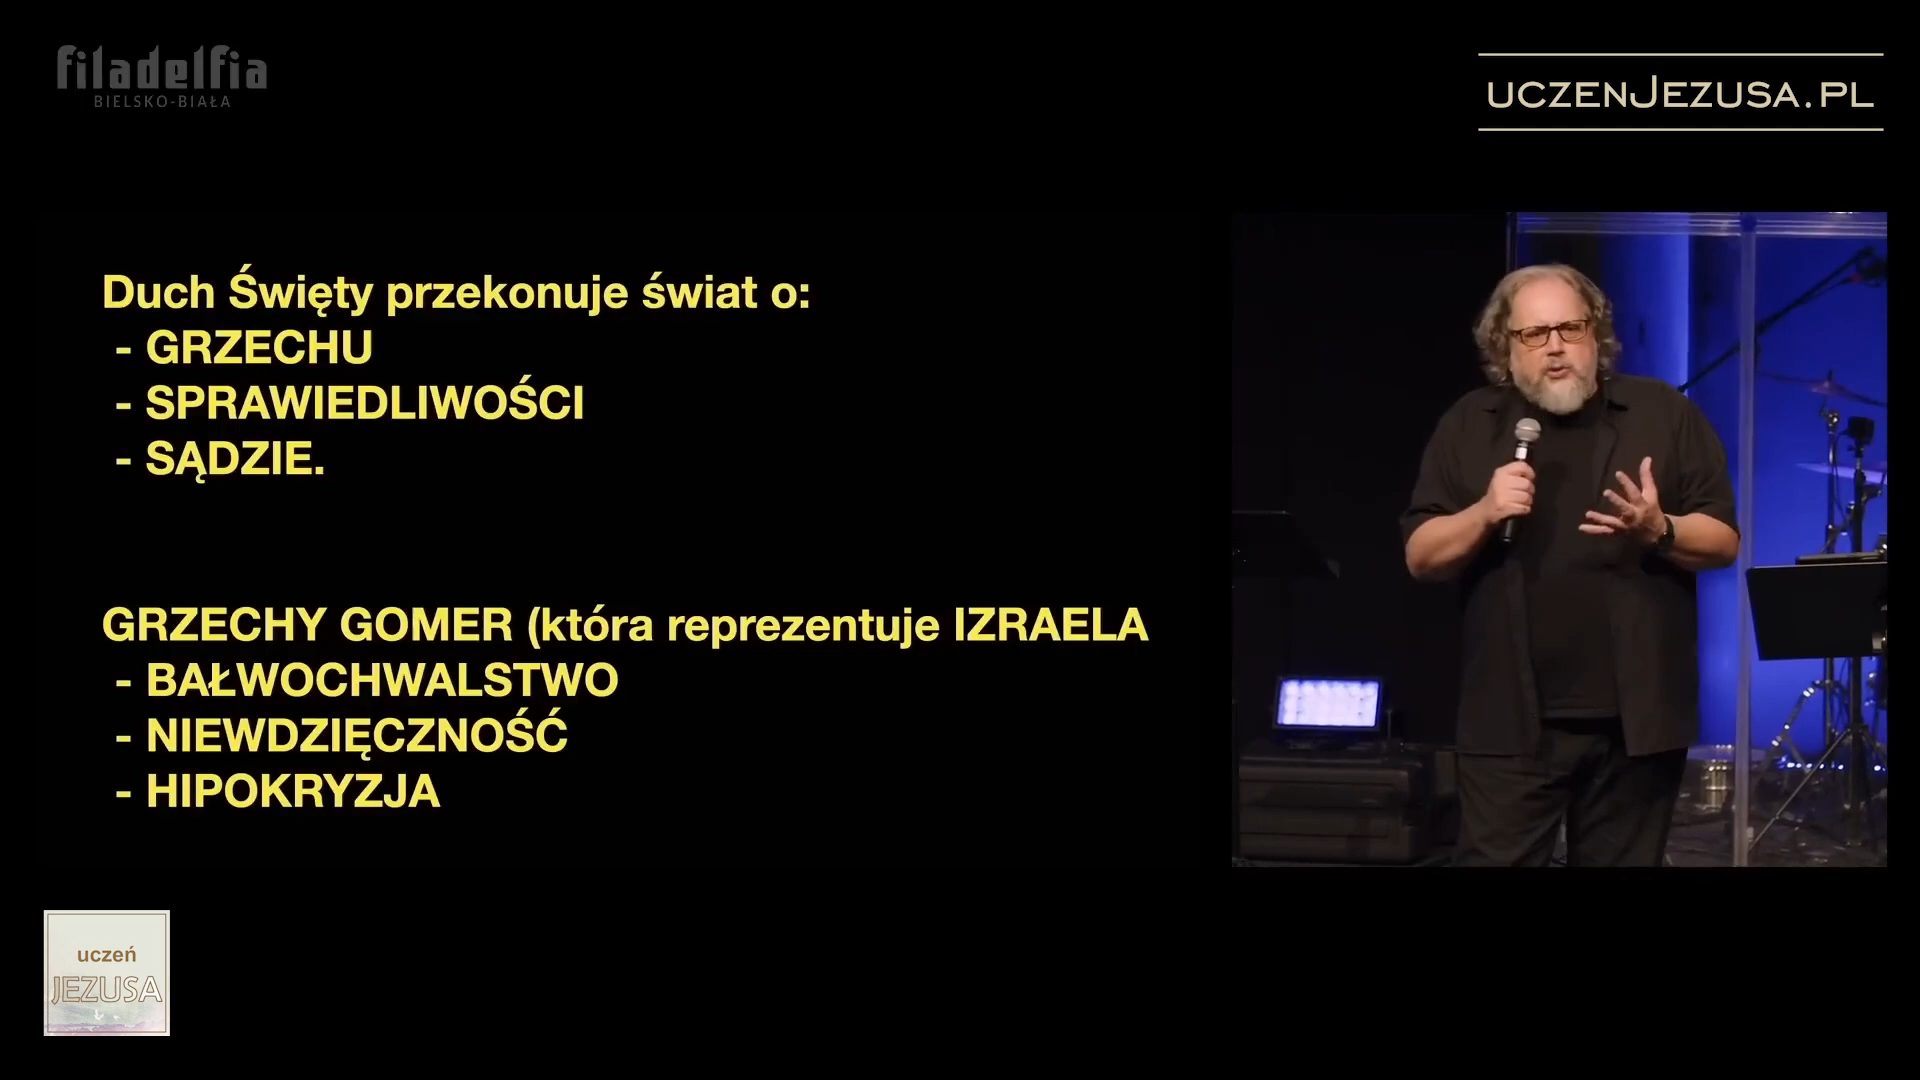 filadelfia
BIELSKO-BIAŁA
UCZENJEZUSA.PL
Duch Święty przekonuje świat o:
- GRZECHU
- SPRAWIEDLIWOŚCI
- SĄDZIE.
GRZECHY GOMER (która reprezentuje IZRAELA
- BAŁWOCHWALSTWO
- NIEWDZIĘCZNOŚĆ
- HIPOKRYZJA
uczeń
JEZUSA